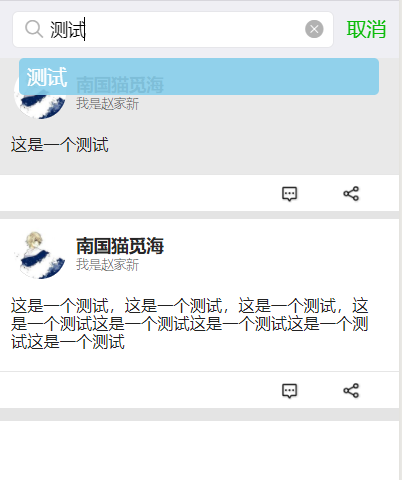 测试 取消
测试
南国猫觅海
我是赵家新
这是一个测试
南国猫觅海
我是赵家新
这是一个测试，这是一个测试，这是一个测试，这
是一个测试这是一个测试这是一个测试这是一个测
试这是一个测试